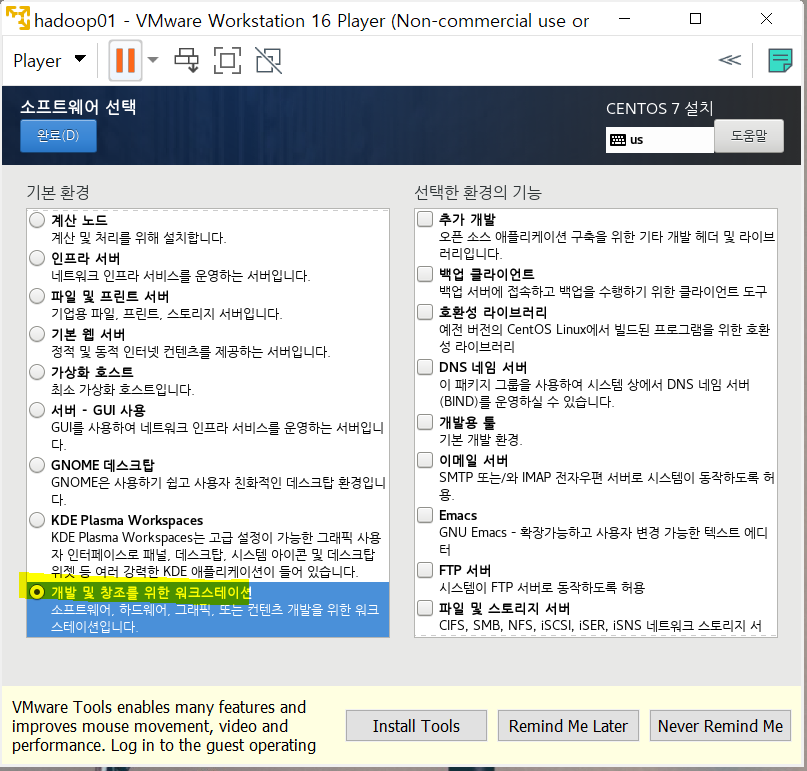 hadoop01 - VMware Workstation 16 Player (Non-commercial use or
Player
소프트웨어 선택
완료(D)
CENTOS 7 설치
us
도움말
기본 환경
계산 노드
계산 및 처리를 위해 설치합니다.
인프라 서버
네트워크 인프라 서비스를 운영하는 서버입니다.
파일 및 프린트 서버
기업용 파일, 프린트, 스토리지 서버입니다.
기본 웹 서버
정적 및 동적 인터넷 컨텐츠를 제공하는 서버입니다.
가상화 호스트
최소 가상화 호스트입니다.
서버 - GUI 사용
GUI를 사용하여 네트워크 인프라 서비스를 운영하는 서버입니
다.
GNOME 데스크탑
GNOME은 사용하기 쉽고 사용자 친화적인 데스크탑 환경입니
다.
KDE Plasma Workspaces
KDE Plasma Workspaces는 고급 설정이 가능한 그래픽 사용
자 인터페이스로 패널, 데스크탑, 시스템 아이콘 및 데스크탑
위젯 등 여러 강력한 KDE 애플리케이션이 들어 있습니다.
개발 및 창조를 위한 워크스테이션
소프트웨어, 하드웨어, 그래픽, 또는 컨텐츠 개발을 위한 워크
스테이션입니다.
선택한 환경의 기능
추가 개발
오픈 소스 애플리케이션 구축을 위한 기타 개발 헤더 및 라이브
러리입니다.
백업 클라이언트
백업 서버에 접속하고 백업을 수행하기 위한 클라이언트 도구
호환성 라이브러리
예전 버전의 CentOS Linux에서 빌드된 프로그램을 위한 호환
성 라이브러리
DNS 네임 서버
이 패키지 그룹을 사용하여 시스템 상에서 DNS 네임 서버
(BIND)를 운영하실 수 있습니다.
개발용 툴
기본 개발 환경.
이메일 서버
SMTP 또는/와 IMAP 전자우편 서버로 시스템이 동작하도록 허
용.
Emacs
GNU Emacs - 확장가능하고 사용자 변경 가능한 텍스트 에디
터
FTP 서버
시스템이 FTP 서버로 동작하도록 허용
파일 및 스토리지 서버
CIFS, SMB, NFS, iSCSI, iSER, iSNS 네트워크 스토리지 서
VMware Tools enables many features and
improves mouse movement, video and
performance. Log in to the guest operating
Install Tools
Remind Me Later
Never Remind Me